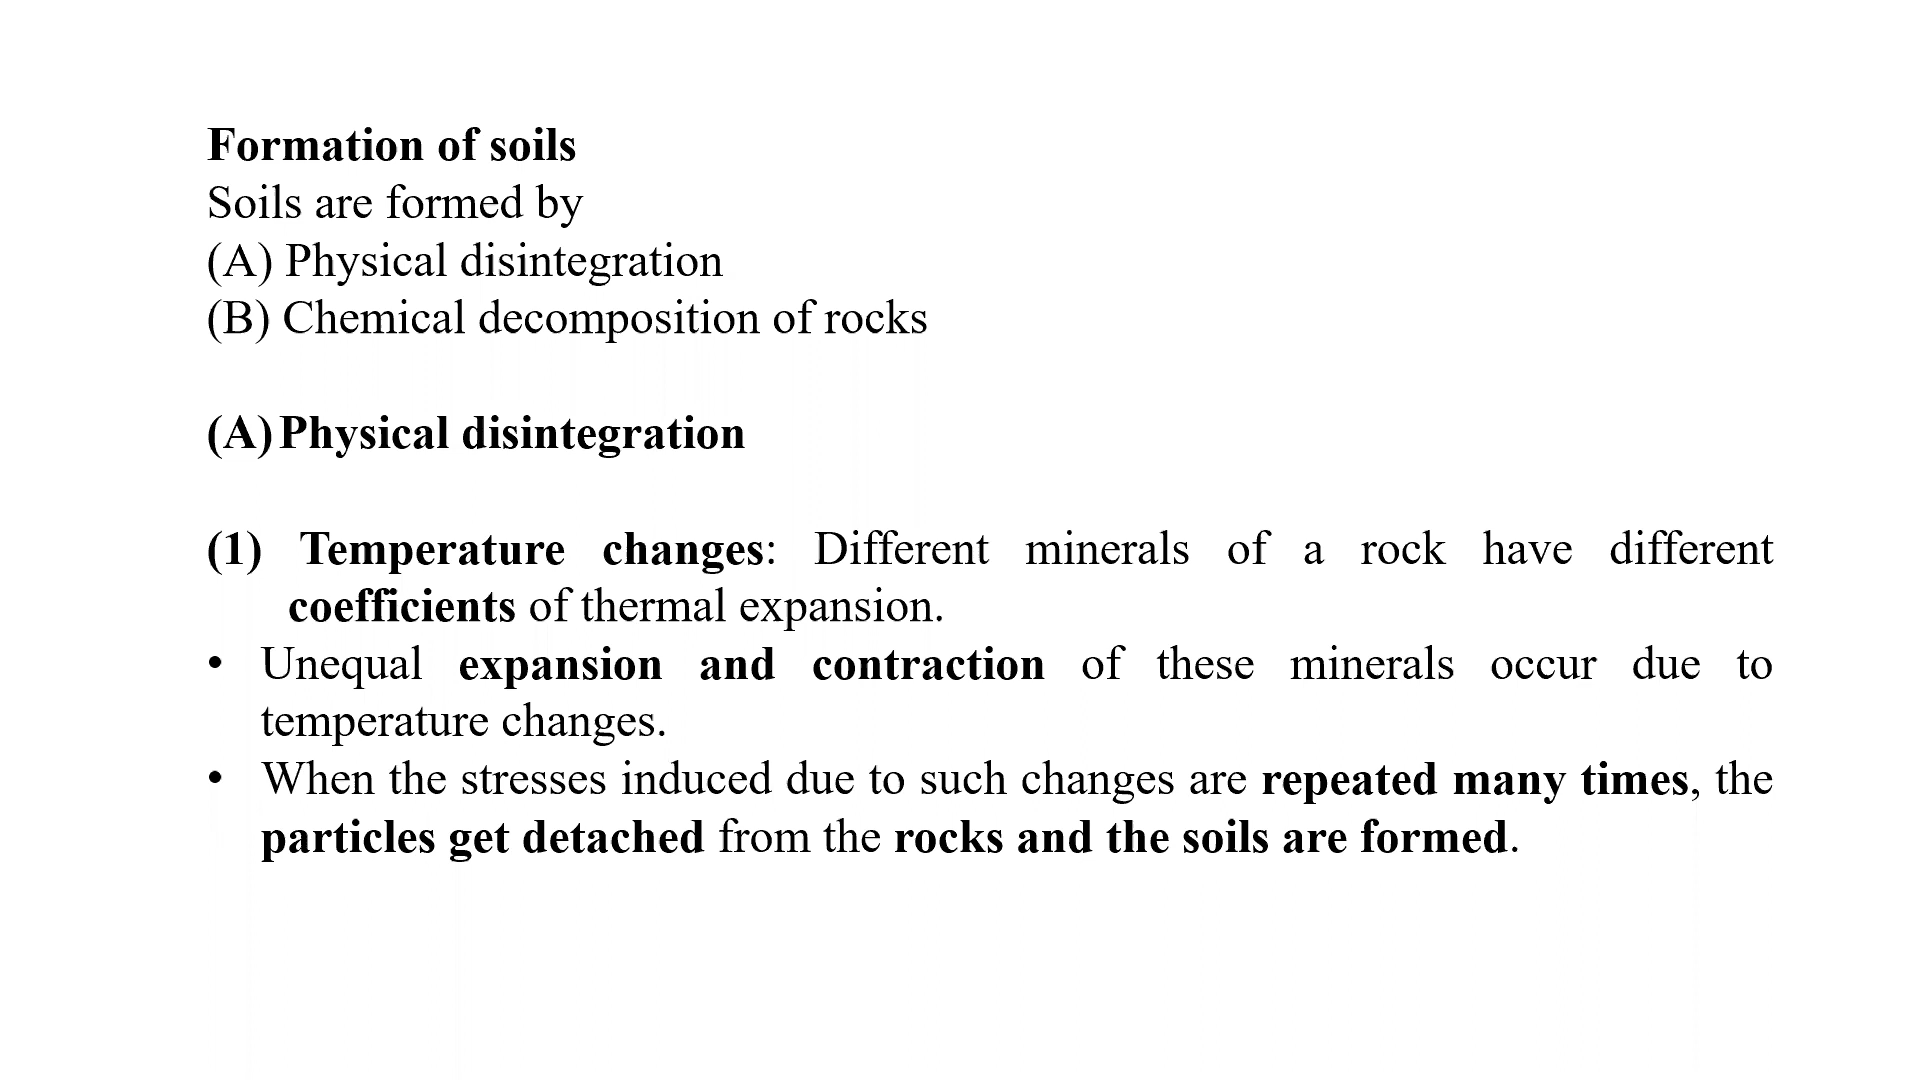 Formation of soils
Soils are formed by
(A) Physical disintegration
(B) Chemical decomposition of rocks
(A) Physical disintegration
(1) Temperature changes: Different minerals of a rock have different
coefficients of thermal expansion.
• Unequal expansion and contraction of these minerals occur due to
temperature changes.
• When the stresses induced due to such changes are repeated many times, the
particles get detached from the rocks and the soils are formed.